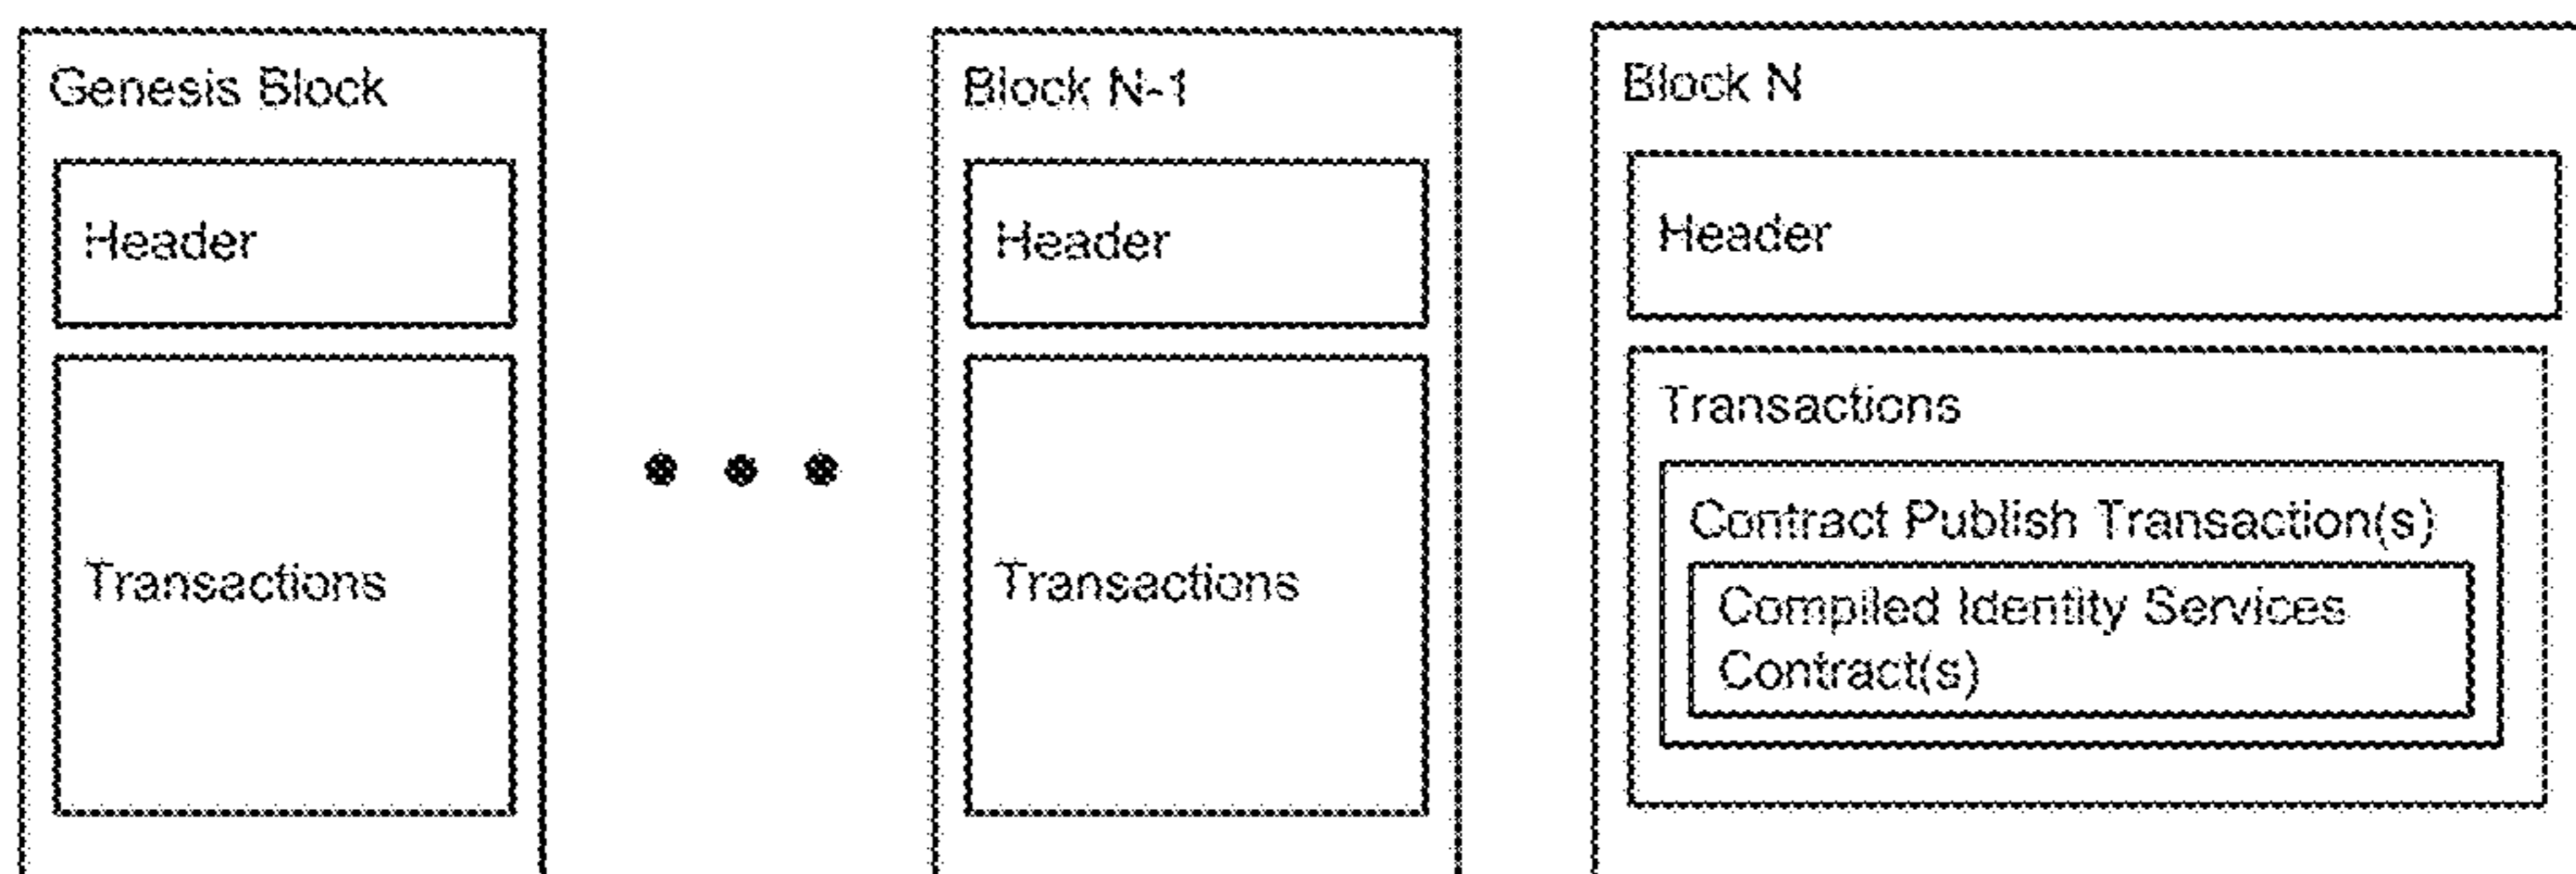 Genesis Block
Header
Transactions
Block N-1
Header
Transactions
Block N
Header
Transactions
Contract Publish Transaction(s)
Compiled Identity Services
Contract(s)